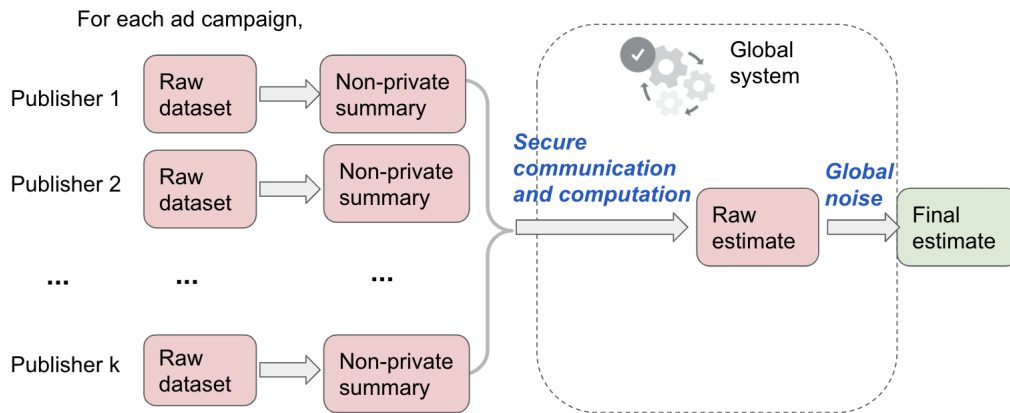 For each ad campaign,
Publisher 1
Raw
dataset
Non-private
summary
Publisher 2
Raw
dataset
Non-private
summary
...
...
...
Publisher k
Raw
dataset
Non-private
summary
Global
system
Secure
communication
and computation
Raw
estimate
Global
noise
Final
estimate